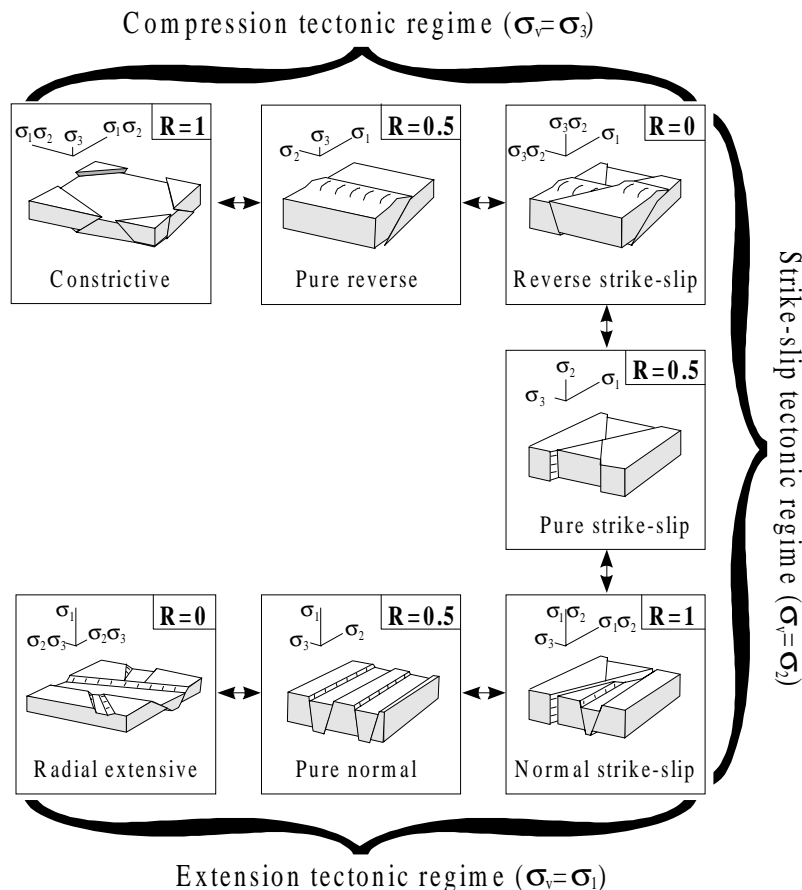 Compression tectonic regime (σv=σ3)
R=1
σ1σ2 σ3 σ1σ2
Constrictive
R=0.5
σ2 σ3 σ1
Pure reverse
R=0
σ3σ2
σ3σ2 σ1
Reverse strike-slip
R=0.5
σ2
σ3 σ1
Pure strike-slip
Strike-slip tectonic regime (σv=σ2)
R=0
σ1
σ2σ3 σ2σ3
Radial extensive
R=0.5
σ1
σ3 σ2
Pure normal
R=1
σ1σ2
σ3 σ1σ2
Normal strike-slip
Extension tectonic regime (σv=σ1)